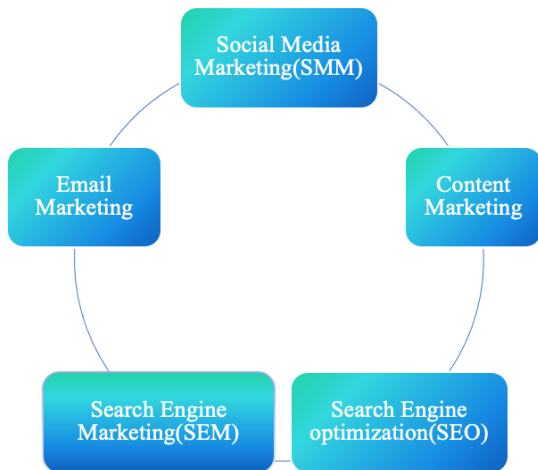 Social Media
Marketing(SMM)
Email
Marketing
Content
Marketing
Search Engine
Marketing(SEM)
Search Engine
optimization(SEO)